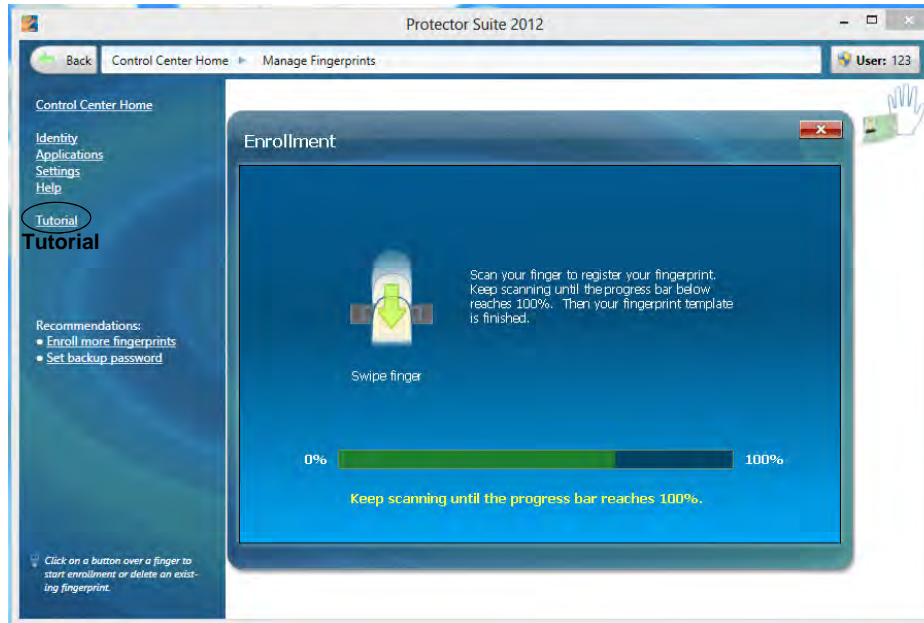 Protector Suite 2012
Back
Control Center Home
Manage Fingerprints
User: 123
Control Center Home
Identity
Applications
Settings
Help
Tutorial
Tutorial
Recommendations:
Enroll more fingerprints
Set backup password
Click on a button over a finger to
start enrollment or delete an exist-
ing fingerprint.
Enrollment
Scan your finger to register your fingerprint.
Keep scanning until the progress bar below
reaches 100%. Then your fingerprint template
is finished.
Swipe finger
0%
100%
Keep scanning until the progress bar reaches 100%.